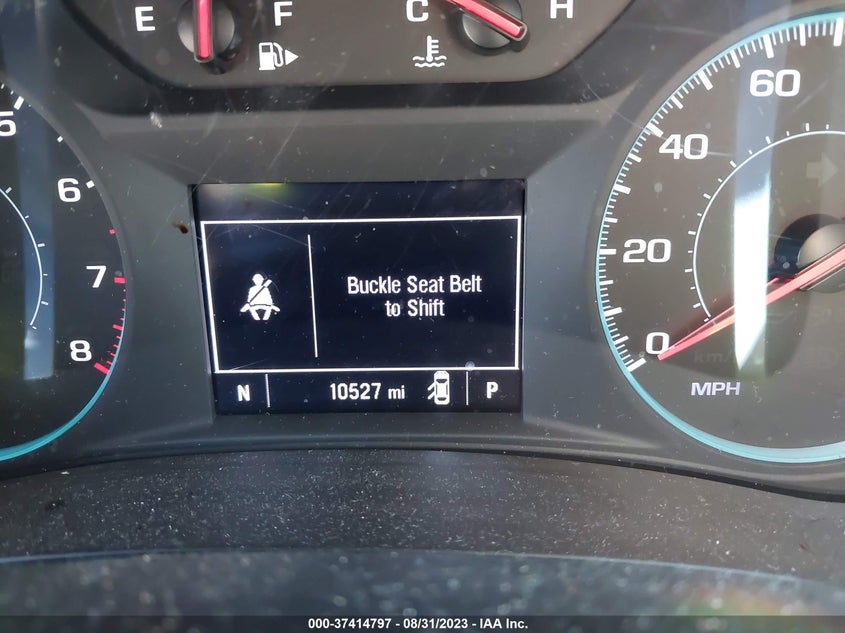 E F C H
5
6
7
8
60
40
20
0
MPH
km/h
Buckle Seat Belt
to Shift
N 10527 mi P
000-37414797 - 08/31/2023 - IAA Inc.